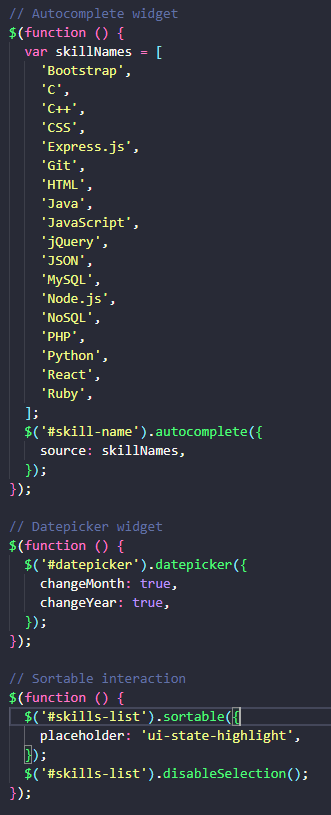 // Autocomplete widget
$(function () {
  var skillNames = [
    'Bootstrap',
    'C',
    'C++',
    'CSS',
    'Express.js',
    'Git',
    'HTML',
    'Java',
    'JavaScript',
    'jQuery',
    'JSON',
    'MySQL',
    'Node.js',
    'NoSQL',
    'PHP',
    'Python',
    'React',
    'Ruby',
  ];
  $('#skill-name').autocomplete({
    source: skillNames,
  });
});

// Datepicker widget
$(function () {
  $('#datepicker').datepicker({
    changeMonth: true,
    changeYear: true,
  });
});

// Sortable interaction
$(function () {
  $('#skills-list').sortable({
    placeholder: 'ui-state-highlight',
  });
  $('#skills-list').disableSelection();
});